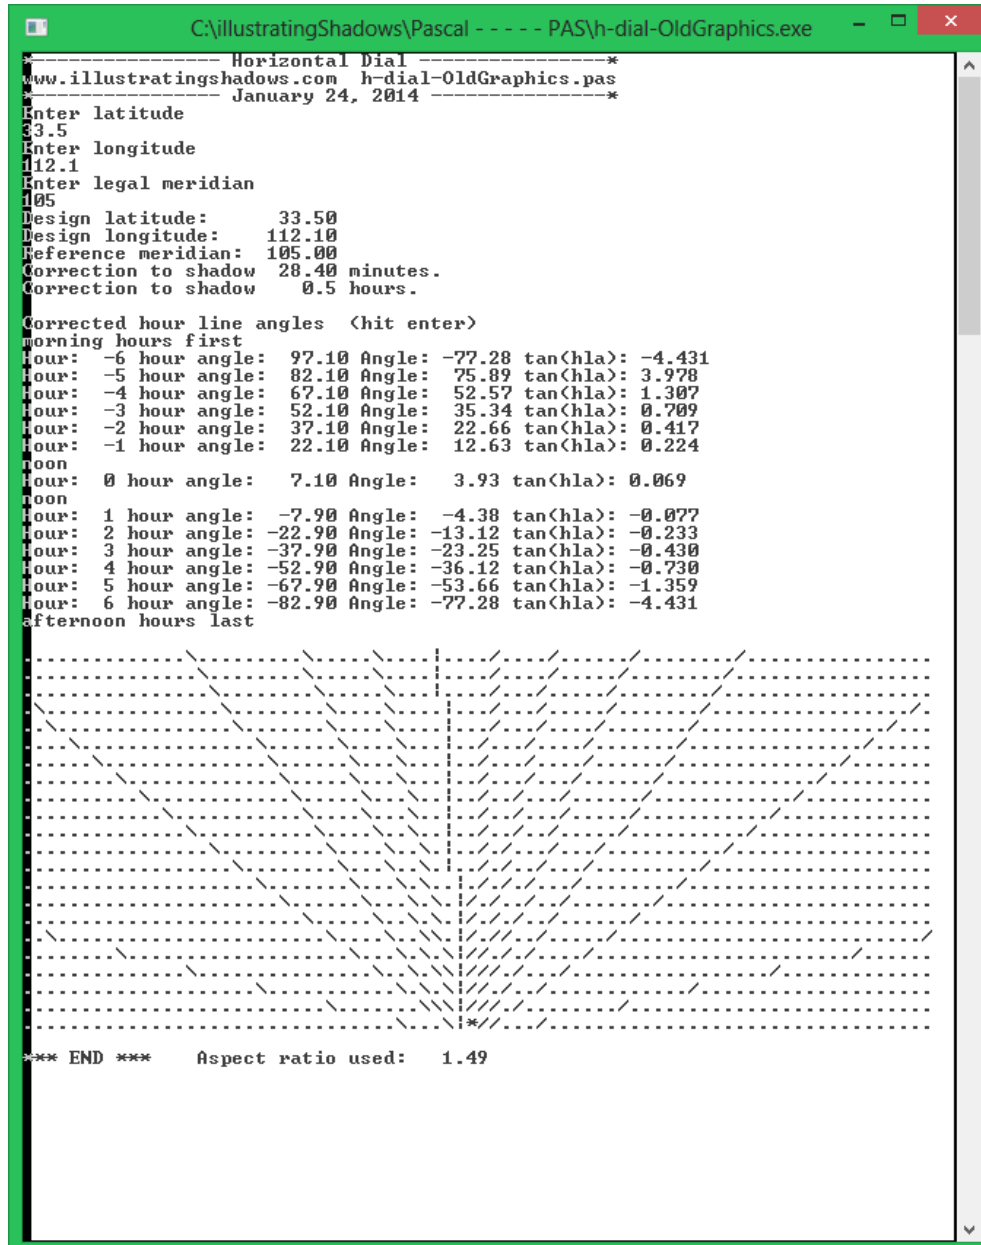 C:\illustratingShadows\Pascal - - - - - PAS\h-dial-OldGraphics.exe
*---------------- Horizontal Dial ----------------*
www.illustratingshadows.com  h-dial-OldGraphics.pas
*---------------- January 24, 2014 ---------------*
Enter latitude
33.5
Enter longitude
112.1
Enter legal meridian
105
Design latitude:      33.50
Design longitude:    112.10
Reference meridian:  105.00
Correction to shadow  28.40 minutes.
Correction to shadow    0.5 hours.
Corrected hour line angles  (hit enter)
morning hours first
Hour:  -6 hour angle:  97.10 Angle: -77.28 tan(hla): -4.431
Hour:  -5 hour angle:  82.10 Angle:  75.89 tan(hla): 3.978
Hour:  -4 hour angle:  67.10 Angle:  52.57 tan(hla): 1.307
Hour:  -3 hour angle:  52.10 Angle:  35.34 tan(hla): 0.709
Hour:  -2 hour angle:  37.10 Angle:  22.66 tan(hla): 0.417
Hour:  -1 hour angle:  22.10 Angle:  12.63 tan(hla): 0.224
noon
Hour:  0 hour angle:   7.10 Angle:   3.93 tan(hla): 0.069
noon
Hour:  1 hour angle:  -7.90 Angle:  -4.38 tan(hla): -0.077
Hour:  2 hour angle: -22.90 Angle: -13.12 tan(hla): -0.233
Hour:  3 hour angle: -37.90 Angle: -23.25 tan(hla): -0.430
Hour:  4 hour angle: -52.90 Angle: -36.12 tan(hla): -0.730
Hour:  5 hour angle: -67.90 Angle: -53.66 tan(hla): -1.359
Hour:  6 hour angle: -82.90 Angle: -77.28 tan(hla): -4.431
afternoon hours last
*** END ***    Aspect ratio used:   1.49